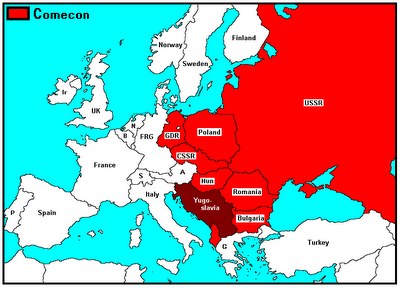 Comecon
Finland
Norway
Sweden
USSR
Ir
UK
N
B
GDR
Poland
FRG
CSSR
France
S
A
Hun
Romania
Italy
Yugo-
slavia
P
Spain
Bulgaria
G
Turkey